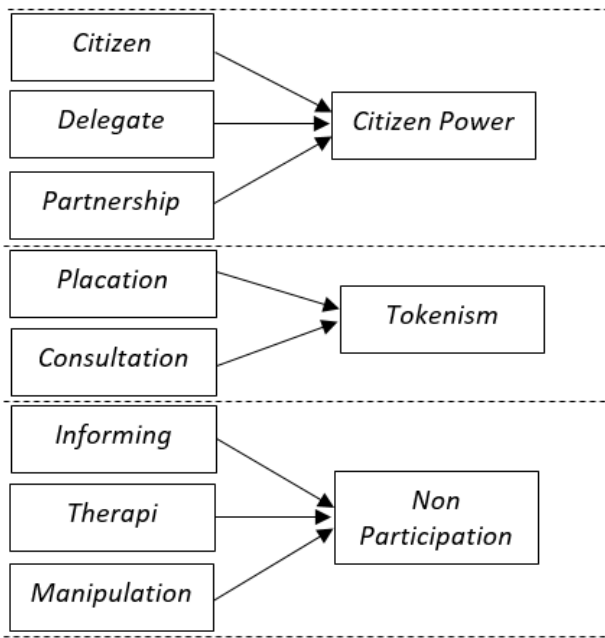 Citizen
Delegate
Citizen Power
Partnership
Placation
Tokenism
Consultation
Informing
Therapi
Non
Participation
Manipulation